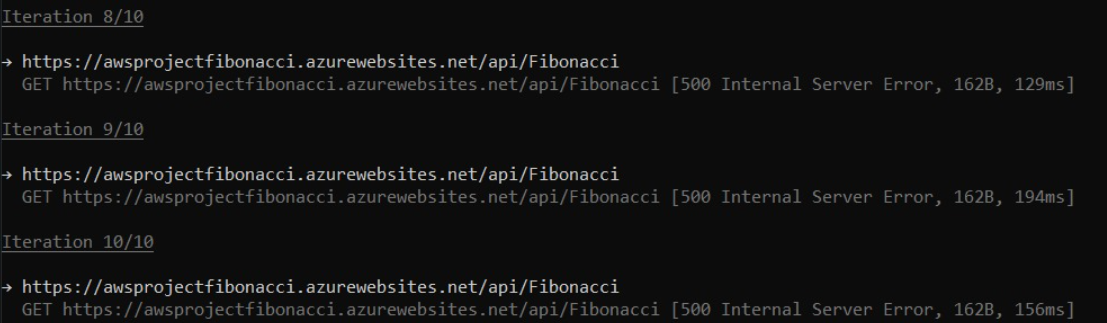 Iteration 8/10
→ https://awsprojectfibonacci.azurewebsites.net/api/Fibonacci
GET https://awsprojectfibonacci.azurewebsites.net/api/Fibonacci [500 Internal Server Error, 162B, 129ms]
Iteration 9/10
→ https://awsprojectfibonacci.azurewebsites.net/api/Fibonacci
GET https://awsprojectfibonacci.azurewebsites.net/api/Fibonacci [500 Internal Server Error, 162B, 194ms]
Iteration 10/10
→ https://awsprojectfibonacci.azurewebsites.net/api/Fibonacci
GET https://awsprojectfibonacci.azurewebsites.net/api/Fibonacci [500 Internal Server Error, 162B, 156ms]